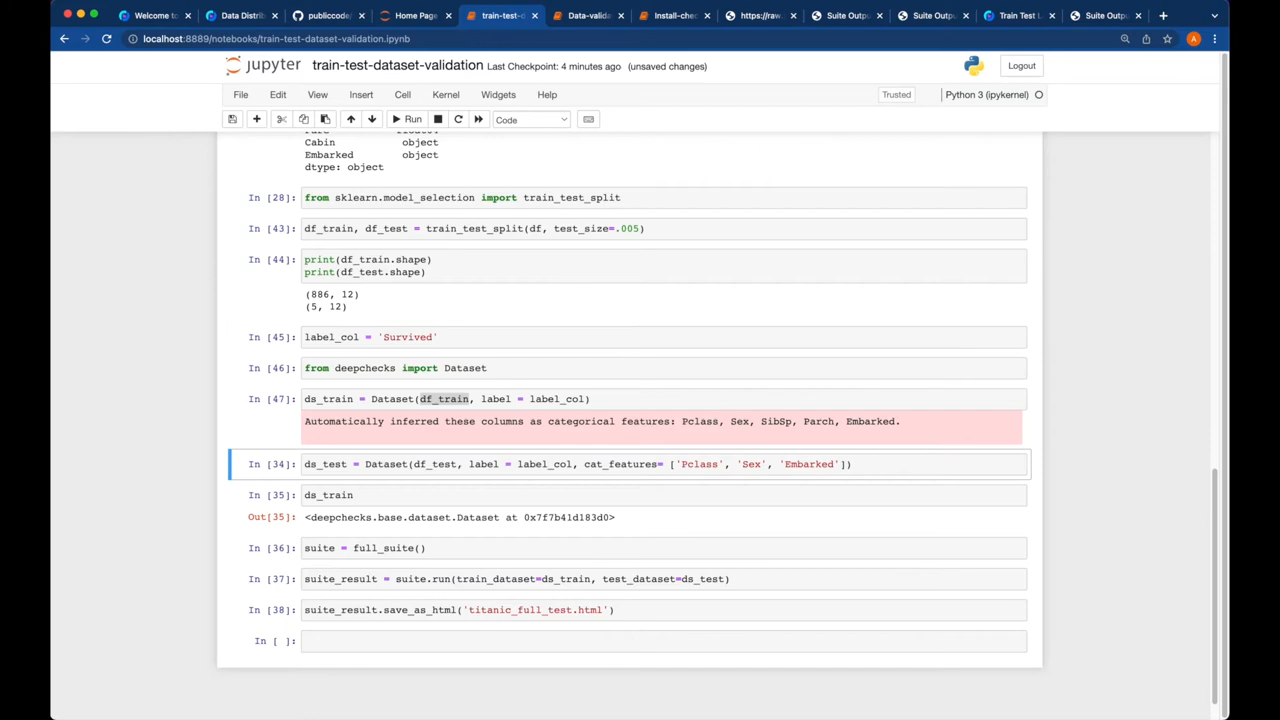 Welcome to
Data Distrib
publiccode/
Home Page
train-test-d
Data-valida
Install-chec
https://raw.
Suite Outpu
Suite Outpu
Train Test L
Suite Outpu
localhost:8889/notebooks/train-test-dataset-validation.ipynb
A
jupyter train-test-dataset-validation Last Checkpoint: 4 minutes ago (unsaved changes)
Logout
File Edit View Insert Cell Kernel Widgets Help
Trusted
Python 3 (ipykernel)
Run
Code
Cabin object
Embarked object
dtype: object
In [28]: from sklearn.model_selection import train_test_split
In [43]: df_train, df_test = train_test_split(df, test_size=.005)
In [44]: print(df_train.shape)
print(df_test.shape)
(886, 12)
(5, 12)
In [45]: label_col = 'Survived'
In [46]: from deepchecks import Dataset
In [47]: ds_train = Dataset(df_train, label = label_col)
Automatically inferred these columns as categorical features: Pclass, Sex, SibSp, Parch, Embarked.
In [34]: ds_test = Dataset(df_test, label = label_col, cat_features= ['Pclass', 'Sex', 'Embarked'])
In [35]: ds_train
Out[35]: <deepchecks.base.dataset.Dataset at 0x7f7b41d183d0>
In [36]: suite = full_suite()
In [37]: suite_result = suite.run(train_dataset=ds_train, test_dataset=ds_test)
In [38]: suite_result.save_as_html('titanic_full_test.html')
In [ ]: